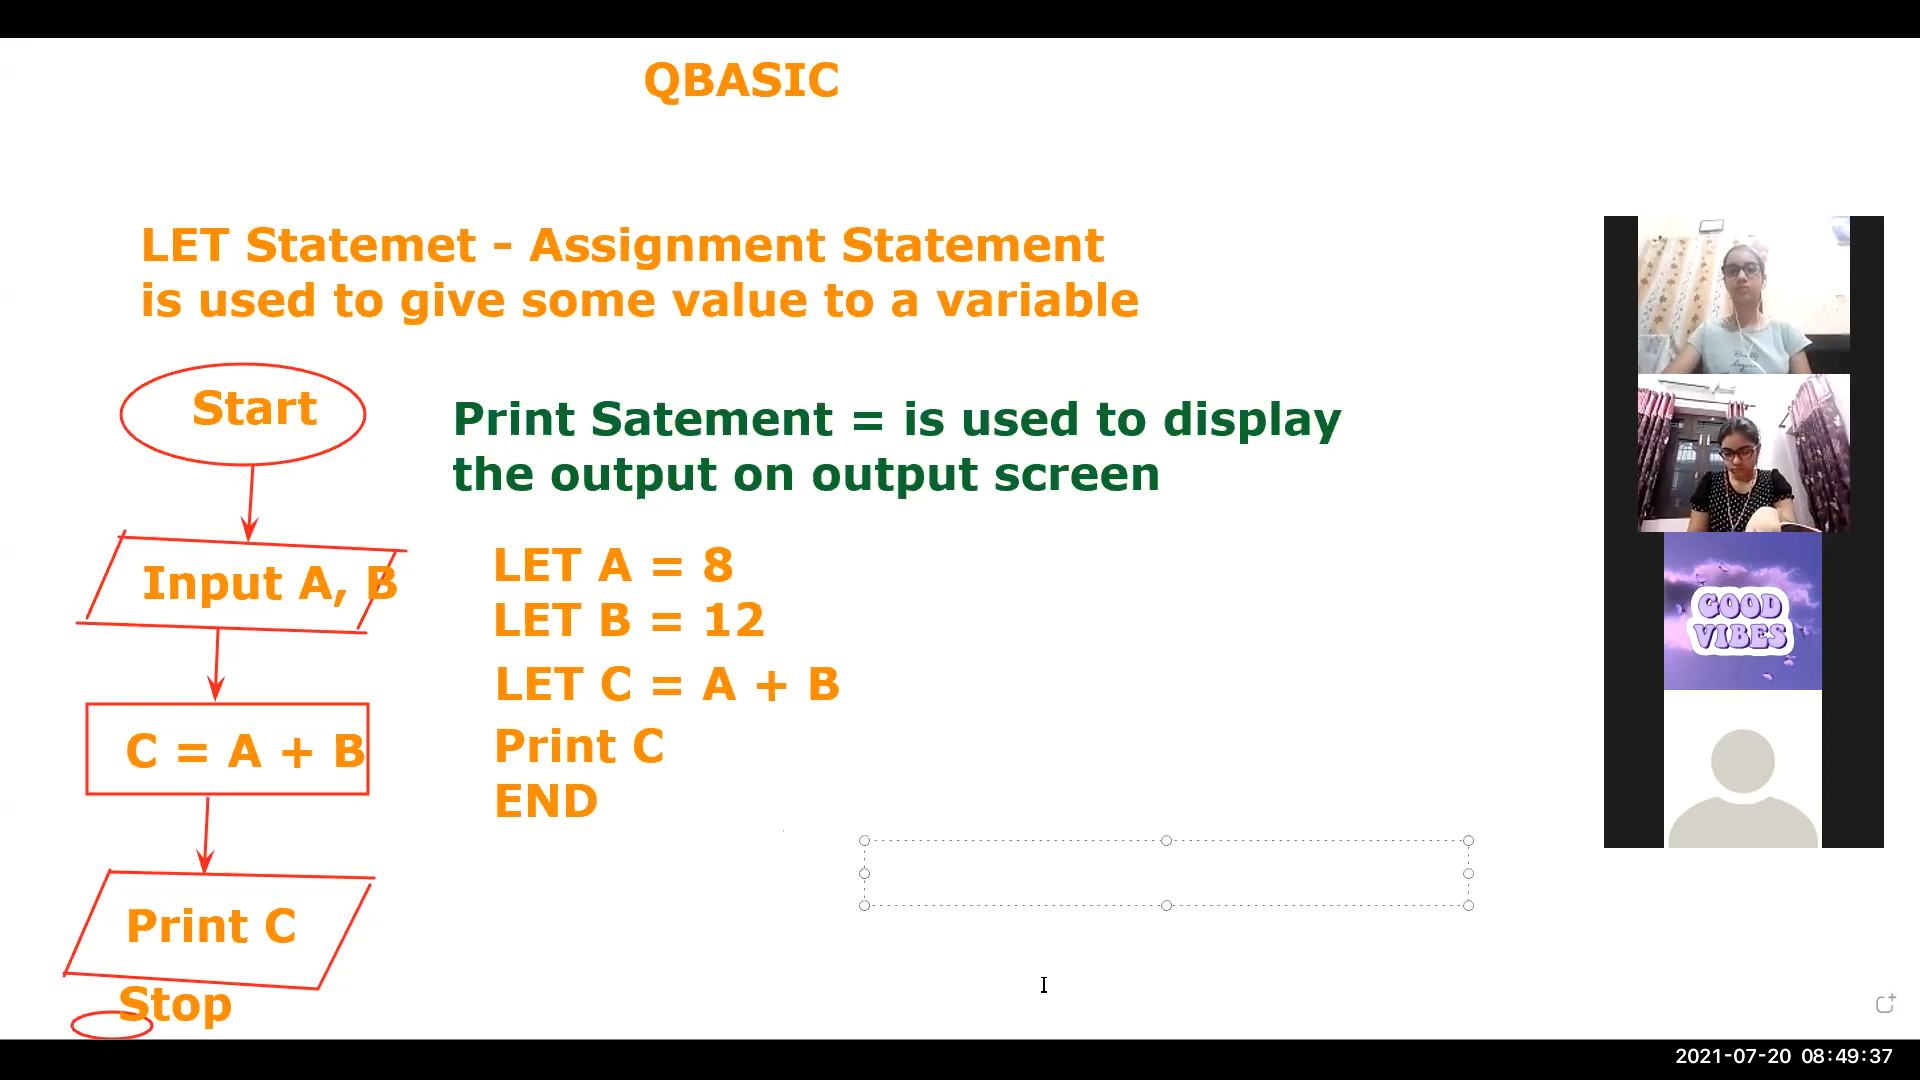 QBASIC
LET Statemet - Assignment Statement
is used to give some value to a variable
Start
Print Satement = is used to display
the output on output screen
Input A, B
LET A = 8
LET B = 12
LET C = A + B
C = A + B
Print C
END
Print C
Stop
GOOD
VIBES
2021-07-20 08:49:37